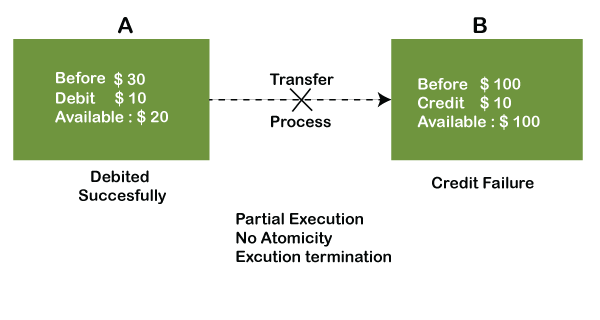 A
B
Before $ 30
Debit $ 10
Available : $ 20
Transfer
Process
Before $ 100
Credit $ 10
Available : $ 100
Debited
Succesfully
Credit Failure
Partial Execution
No Atomicity
Excution termination